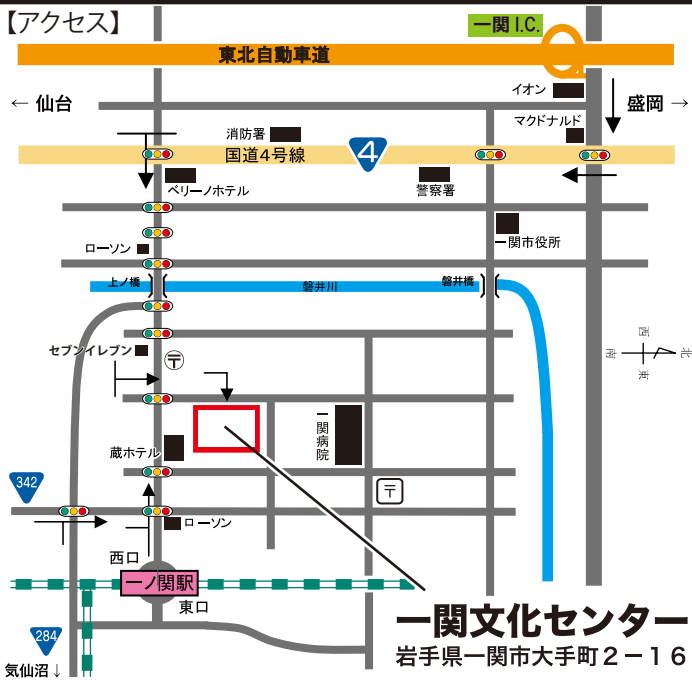 【アクセス】
一関 I.C.
東北自動車道
イオン
← 仙台
盛岡 →
マクドナルド
消防署
国道4号線
4
ベリーノホテル
警察署
一関市役所
ローソン
上ノ橋
磐井川
磐井橋
西
南
北
東
セブンイレブン
〒
一関病院
蔵ホテル
〒
342
ローソン
西口
一ノ関駅
東口
284
気仙沼↓
一関文化センター
岩手県一関市大手町2-16